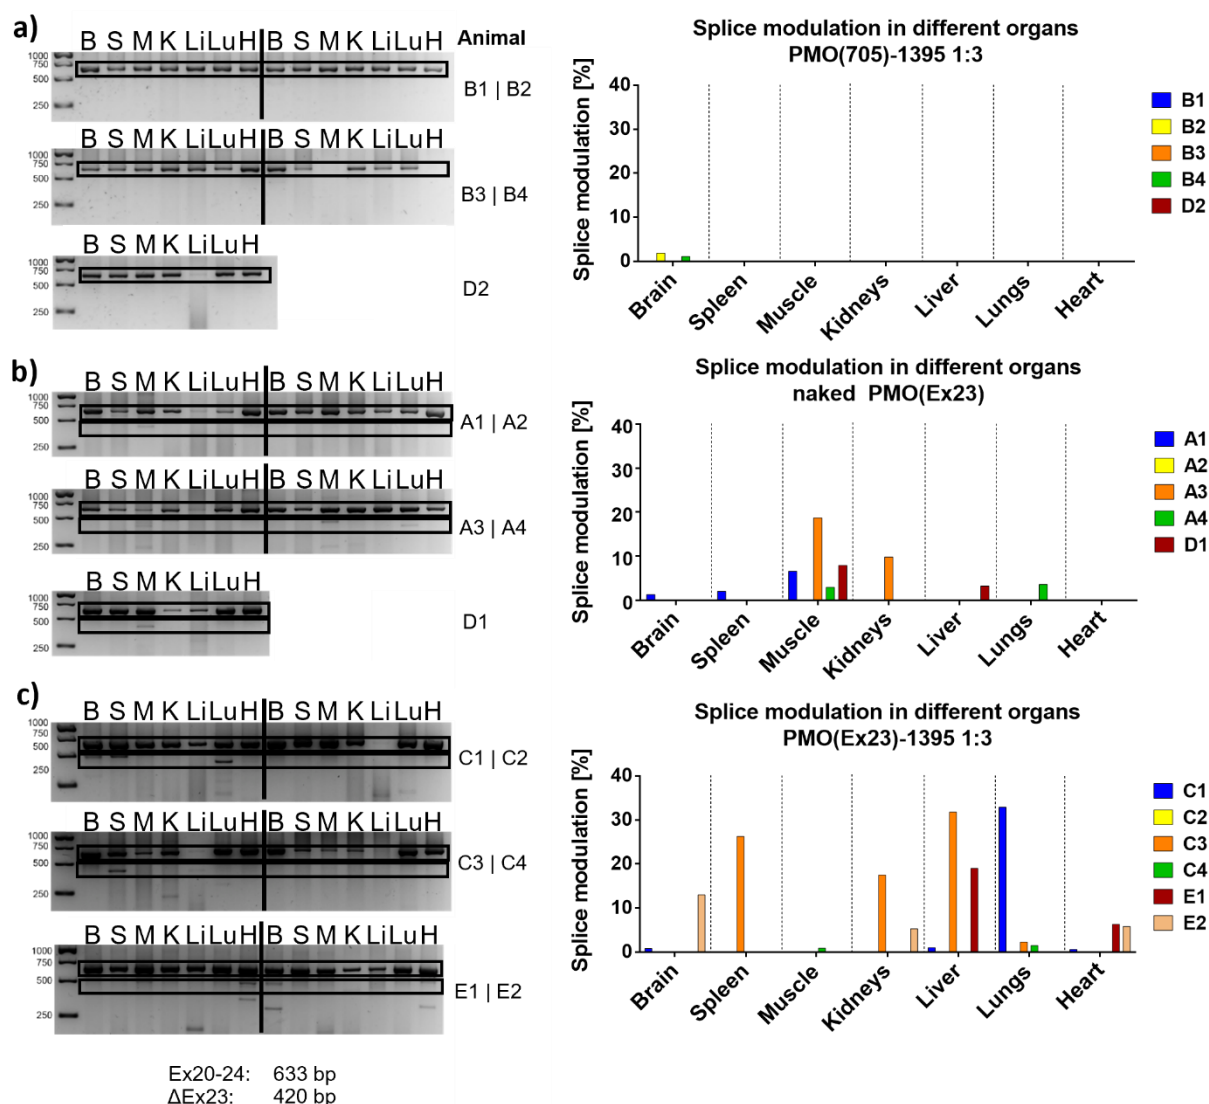 a)
B S M K Li Lu H B S M K Li Lu H Animal
1000
750
500
250
B1 | B2
B S M K Li Lu H B S M K Li Lu H
1000
750
500
250
B3 | B4
B S M K Li Lu H
1000
750
500
250
D2
Splice modulation in different organs
PMO(705)-1395 1:3
Splice modulation [%]
40
30
20
10
0
Brain Spleen Muscle Kidneys Liver Lungs Heart
B1
B2
B3
B4
D2
b)
B S M K Li Lu H B S M K Li Lu H
1000
750
500
250
A1 | A2
B S M K Li Lu H B S M K Li Lu H
1000
750
500
250
A3 | A4
B S M K Li Lu H
1000
750
500
250
D1
Splice modulation in different organs
naked PMO(Ex23)
Splice modulation [%]
40
30
20
10
0
Brain Spleen Muscle Kidneys Liver Lungs Heart
A1
A2
A3
A4
D1
c)
B S M K Li Lu H B S M K Li Lu H
1000
750
500
250
C1 | C2
B S M K Li Lu H B S M K Li Lu H
1000
750
500
250
C3 | C4
B S M K Li Lu H B S M K Li Lu H
1000
750
500
250
E1 | E2
Ex20-24: 633 bp
ΔEx23: 420 bp
Splice modulation in different organs
PMO(Ex23)-1395 1:3
Splice modulation [%]
40
30
20
10
0
Brain Spleen Muscle Kidneys Liver Lungs Heart
C1
C2
C3
C4
E1
E2